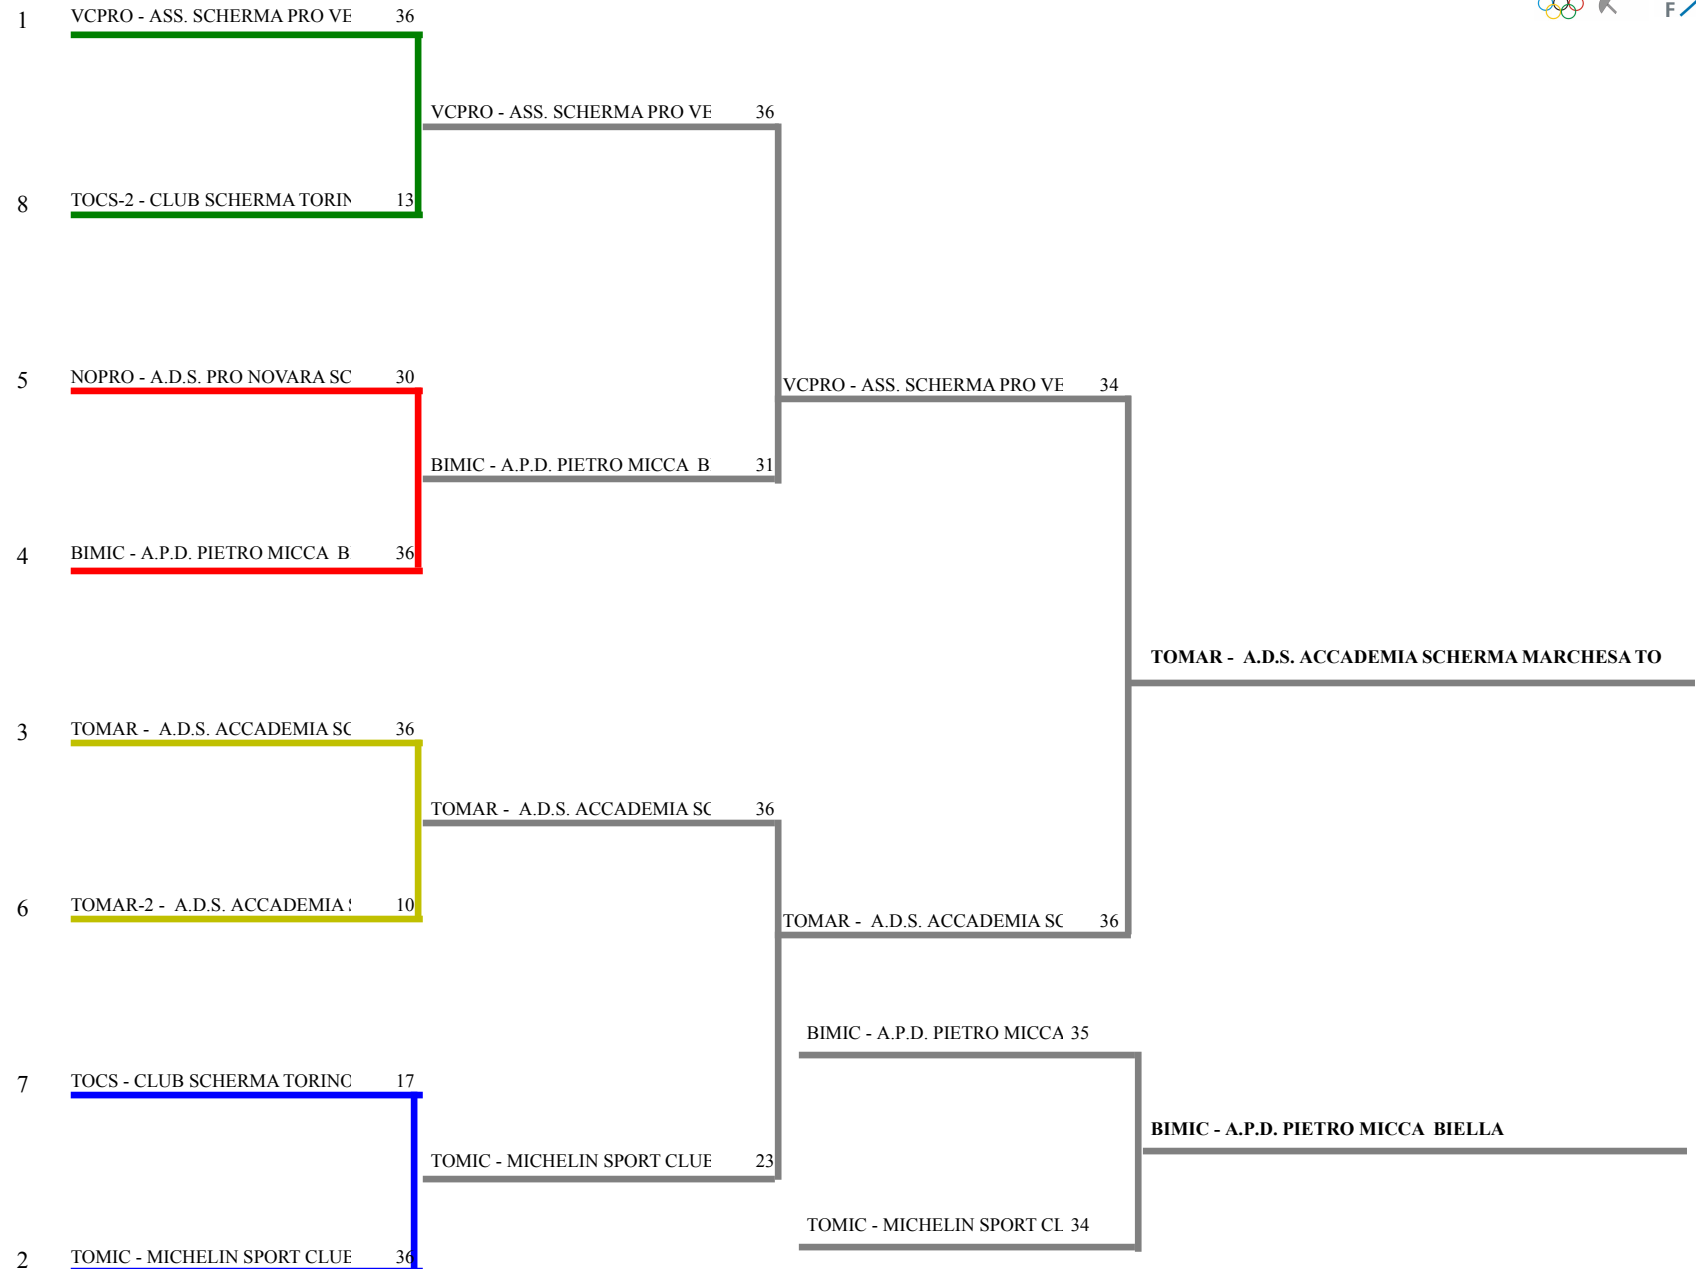 1 VCPRO - ASS. SCHERMA PRO VE 36
F
VCPRO - ASS. SCHERMA PRO VE 36
8 TOCS-2 - CLUB SCHERMA TORIN 13
5 NOPRO - A.D.S. PRO NOVARA SC 30
VCPRO - ASS. SCHERMA PRO VE 34
BIMIC - A.P.D. PIETRO MICCA B 31
4 BIMIC - A.P.D. PIETRO MICCA B 36
TOMAR - A.D.S. ACCADEMIA SCHERMA MARCHESA TO
3 TOMAR - A.D.S. ACCADEMIA SC 36
TOMAR - A.D.S. ACCADEMIA SC 36
6 TOMAR-2 - A.D.S. ACCADEMIA 10
TOMAR - A.D.S. ACCADEMIA SC 36
BIMIC - A.P.D. PIETRO MICCA 35
7 TOCS - CLUB SCHERMA TORINO 17
BIMIC - A.P.D. PIETRO MICCA BIELLA
TOMIC - MICHELIN SPORT CLUB 23
TOMIC - MICHELIN SPORT CL 34
2 TOMIC - MICHELIN SPORT CLUB 36